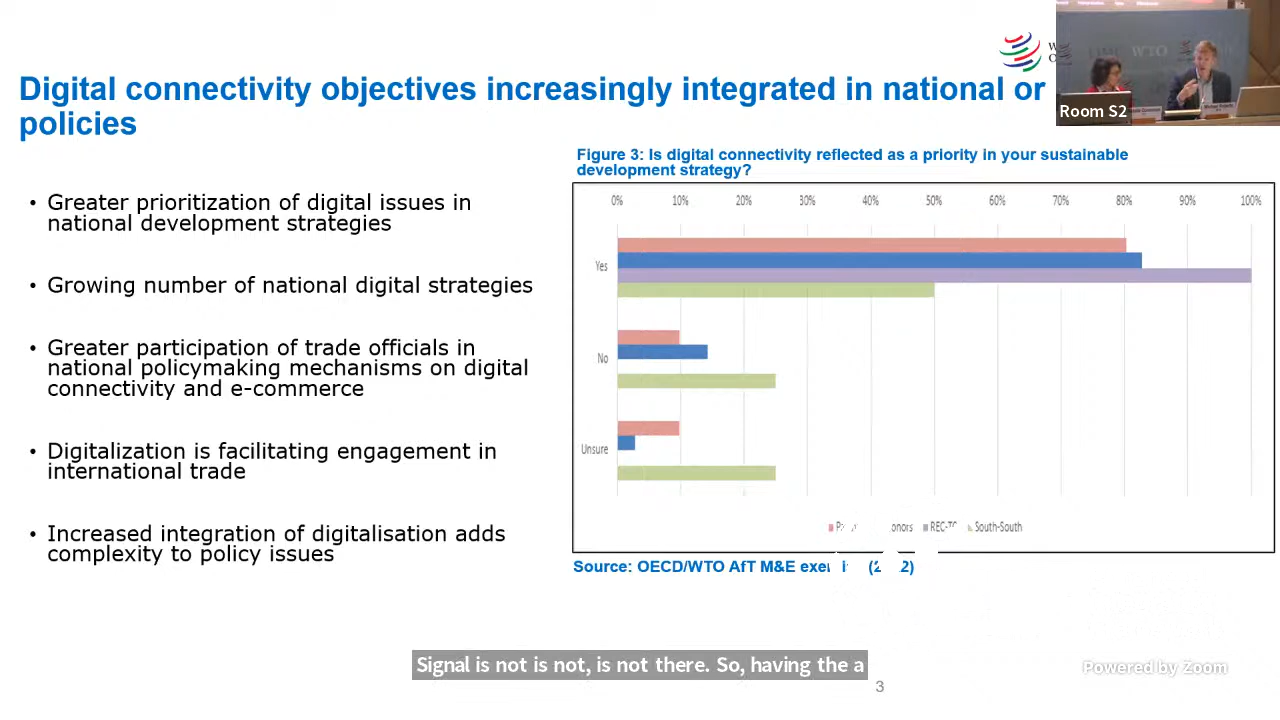 Digital connectivity objectives increasingly integrated in national or
policies
Room S2
WTO
• Greater prioritization of digital issues in
national development strategies
• Growing number of national digital strategies
• Greater participation of trade officials in
national policymaking mechanisms on digital
connectivity and e-commerce
• Digitalization is facilitating engagement in
international trade
• Increased integration of digitalisation adds
complexity to policy issues
Figure 3: Is digital connectivity reflected as a priority in your sustainable
development strategy?
0% 10% 20% 30% 40% 50% 60% 70% 80% 90% 100%
Yes
No
Unsure
South-South
Source: OECD/WTO AfT M&E
Signal is not is not, is not there. So, having the a
Powered by Zoom
3